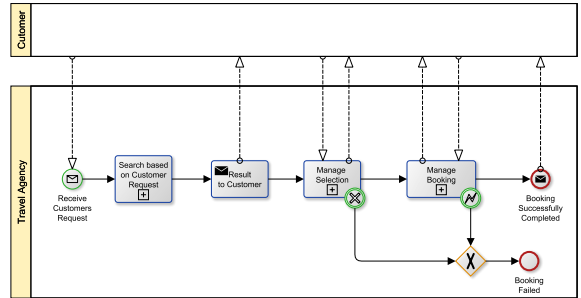 Cutomer
Travel Agency
Receive
Customers
Request
Search based
on Customer
Request
Result
to Customer
Manage
Selection
Manage
Booking
Booking
Successfully
Completed
Booking
Failed